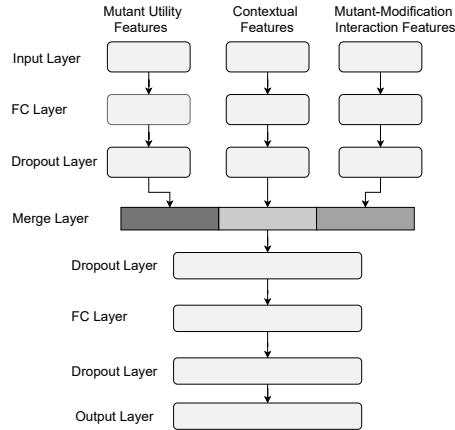 Mutant Utility
Features
Contextual
Features
Mutant-Modification
Interaction Features
Input Layer
FC Layer
Dropout Layer
Merge Layer
Dropout Layer
FC Layer
Dropout Layer
Output Layer